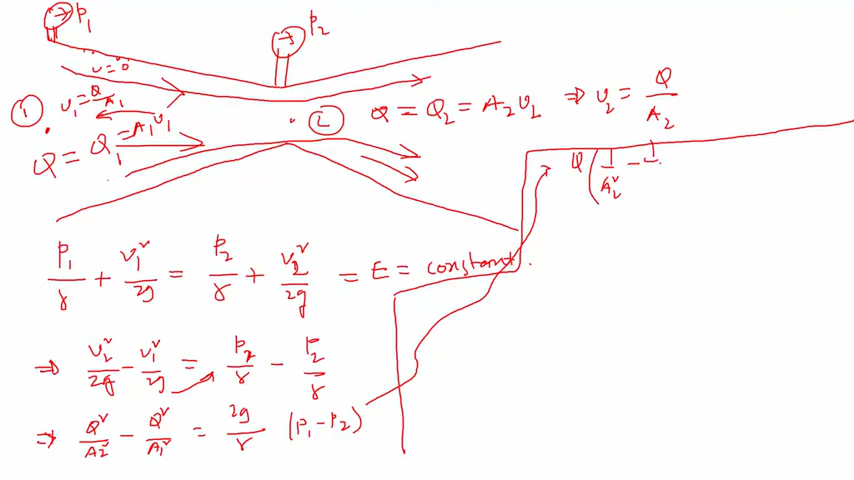 P₁
P₂
v = 0
①
v₁ = Q/A₁
Q = Q₁ = A₁v₁
②
Q = Q₂ = A₂v₂ ⇒ v₂ = Q/A₂
Q (1/A₂² - 1
P₁/γ + v₁²/2g = P₂/γ + v₂²/2g = E = constant.
⇒ v₂²/2g - v₁²/2g = P₂/γ - P₂/γ
⇒ Q²/A₂² - Q²/A₁² = 2g/γ (P₁-P₂)